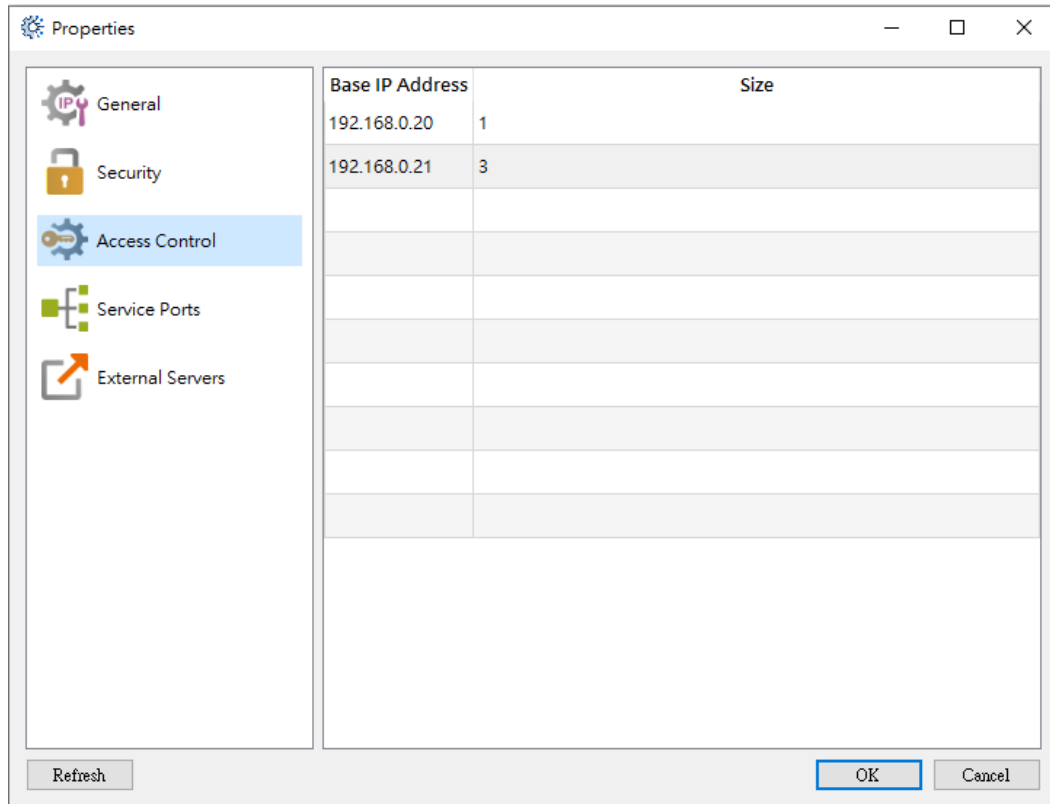 Properties
IP
General
Security
Access Control
Service Ports
External Servers
Base IP Address Size
192.168.0.20 1
192.168.0.21 3
Refresh OK Cancel